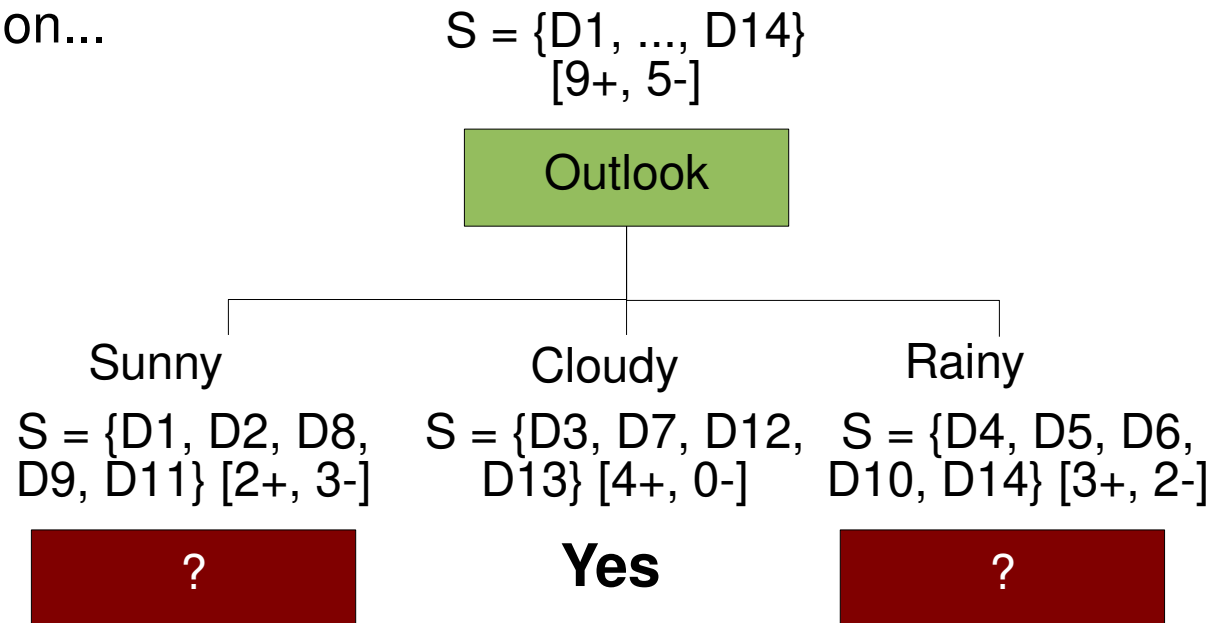 on...
S = {D1, ..., D14}
[9+, 5-]
Outlook
Sunny
Cloudy
Rainy
S = {D1, D2, D8,
D9, D11} [2+, 3-]
S = {D3, D7, D12,
D13} [4+, 0-]
S = {D4, D5, D6,
D10, D14} [3+, 2-]
?
Yes
?